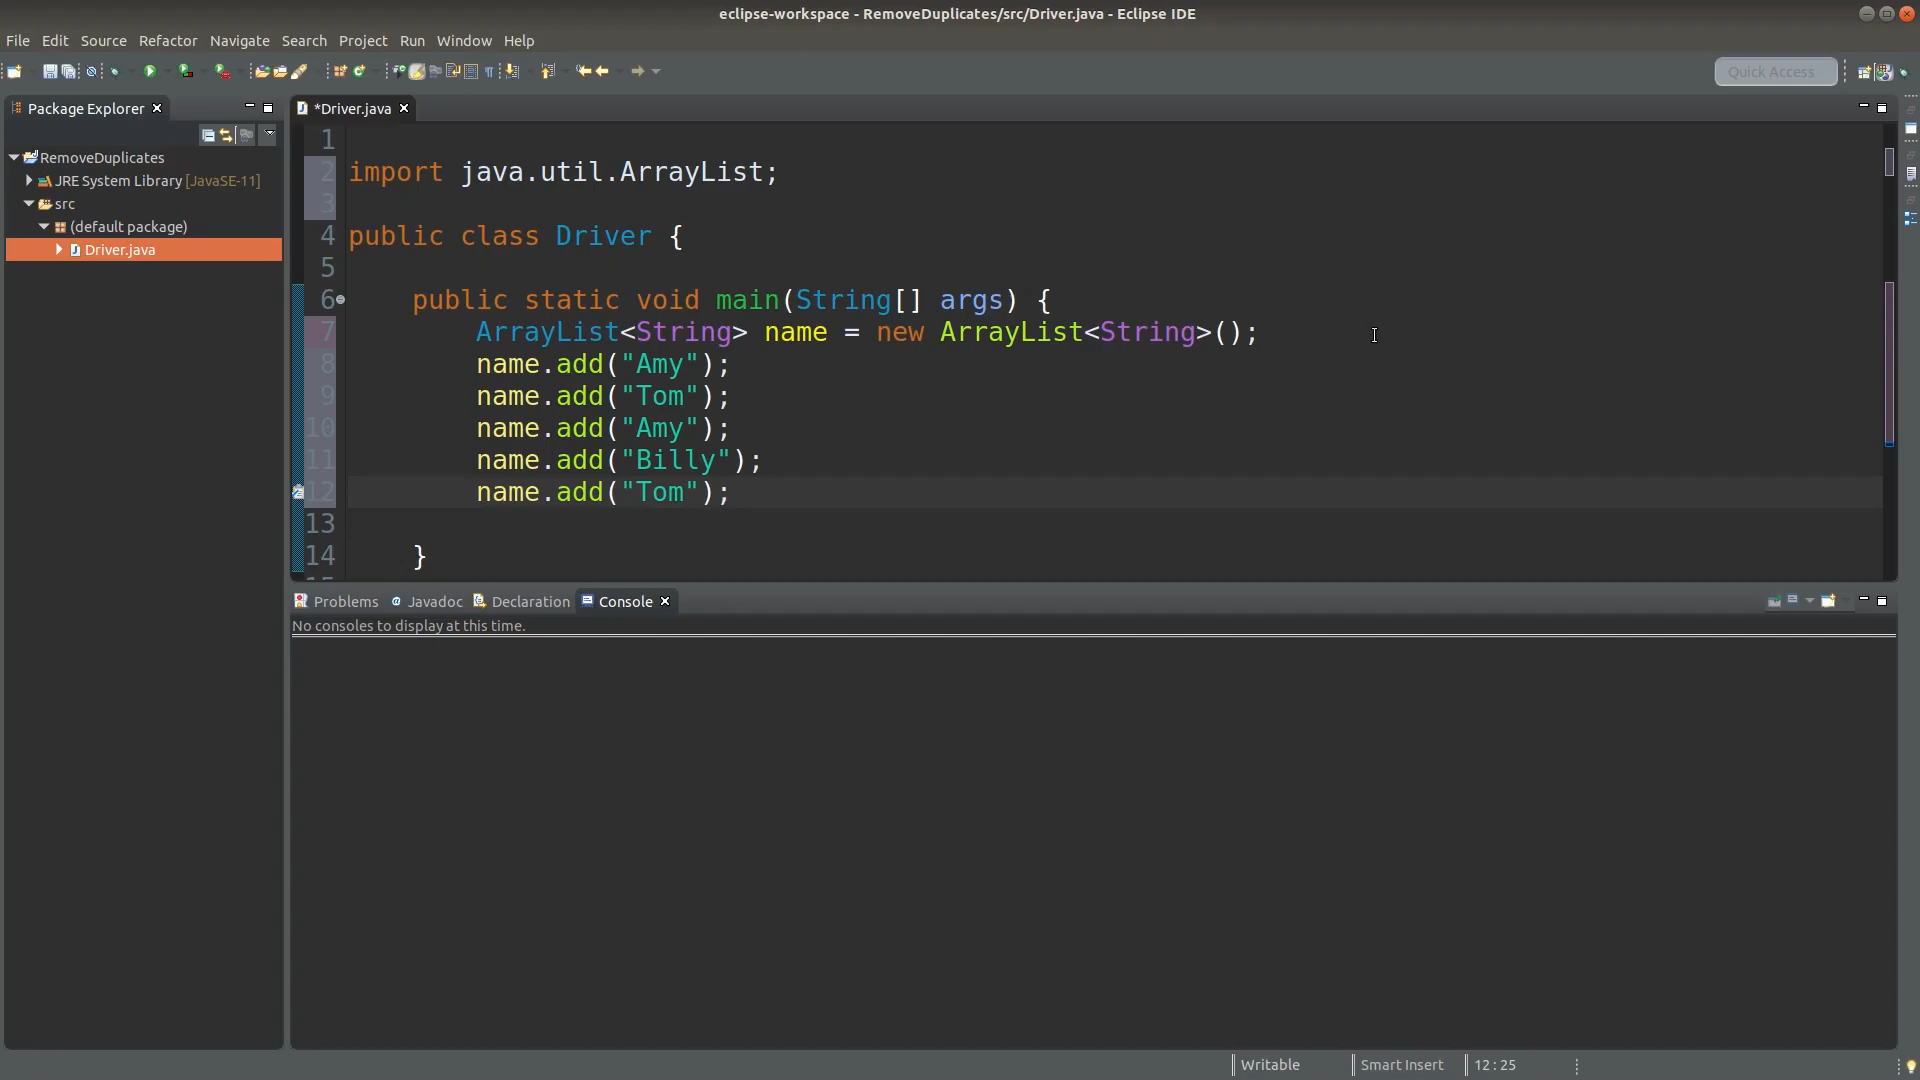 eclipse-workspace - RemoveDuplicates/src/Driver.java - Eclipse IDE
File Edit Source Refactor Navigate Search Project Run Window Help
Quick Access
Package Explorer
RemoveDuplicates
JRE System Library [JavaSE-11]
src
(default package)
Driver.java
*Driver.java
1
2 import java.util.ArrayList;
3
4 public class Driver {
5
6 public static void main(String[] args) {
7 ArrayList<String> name = new ArrayList<String>();
8 name.add("Amy");
9 name.add("Tom");
10 name.add("Amy");
11 name.add("Billy");
12 name.add("Tom");
13
14 }
Problems Javadoc Declaration Console
No consoles to display at this time.
Writable Smart Insert 12 : 25